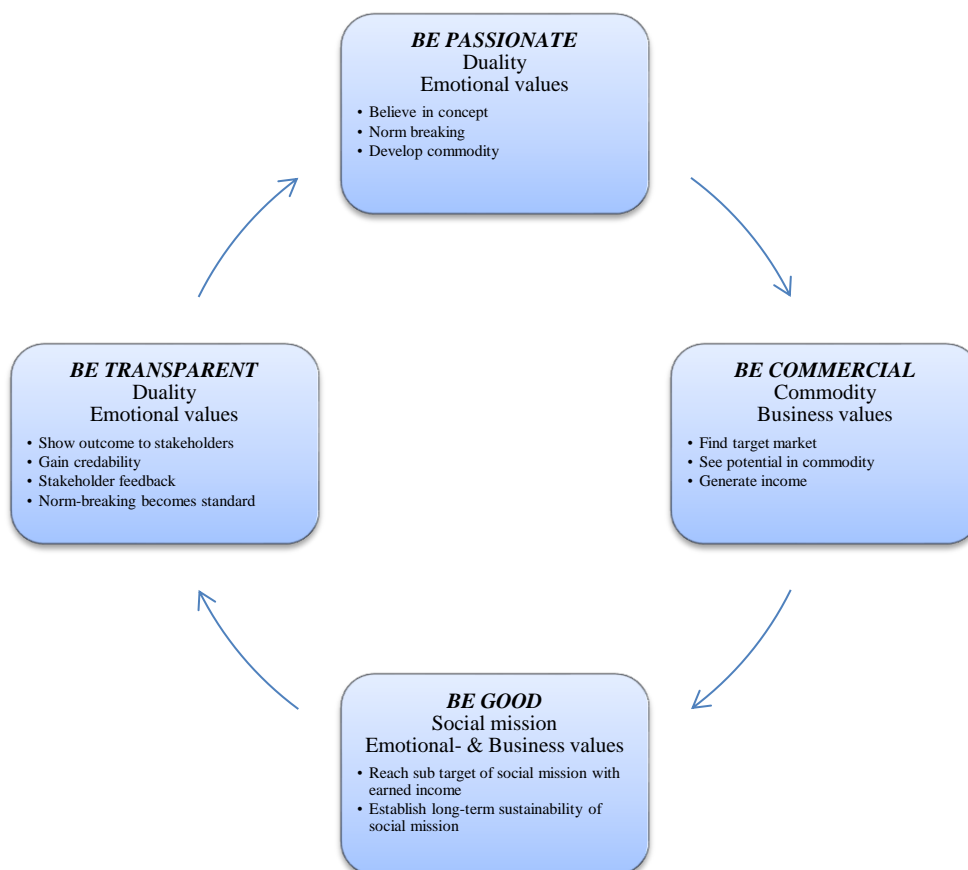 BE PASSIONATE
Duality
Emotional values
• Believe in concept
• Norm breaking
• Develop commodity
BE TRANSPARENT
Duality
Emotional values
• Show outcome to stakeholders
• Gain credability
• Stakeholder feedback
• Norm-breaking becomes standard
BE COMMERCIAL
Commodity
Business values
• Find target market
• See potential in commodity
• Generate income
BE GOOD
Social mission
Emotional- & Business values
• Reach sub target of social mission with
earned income
• Establish long-term sustainability of
social mission